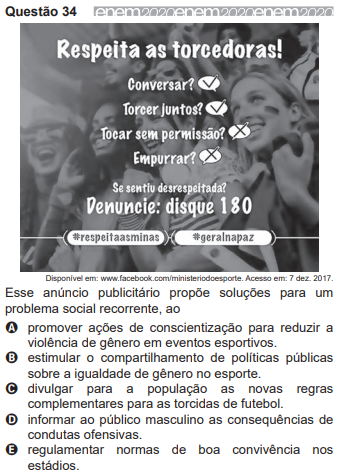 Questão 34
enem2020enem2020enem2020
Respeita as torcedoras!
Conversar?
Torcer juntos?
Tocar sem permissão?
Empurrar?
Se sentiu desrespeitada?
Denuncie: disque 180
#respeitaasminas
#geralnapaz
Disponível em: www.facebook.com/ministeriodoesporte. Acesso em: 7 dez. 2017.
Esse anúncio publicitário propõe soluções para um
problema social recorrente, ao
A promover ações de conscientização para reduzir a
violência de gênero em eventos esportivos.
B estimular o compartilhamento de políticas públicas
sobre a igualdade de gênero no esporte.
C divulgar para a população as novas regras
complementares para as torcidas de futebol.
D informar ao público masculino as consequências de
condutas ofensivas.
E regulamentar normas de boa convivência nos
estádios.